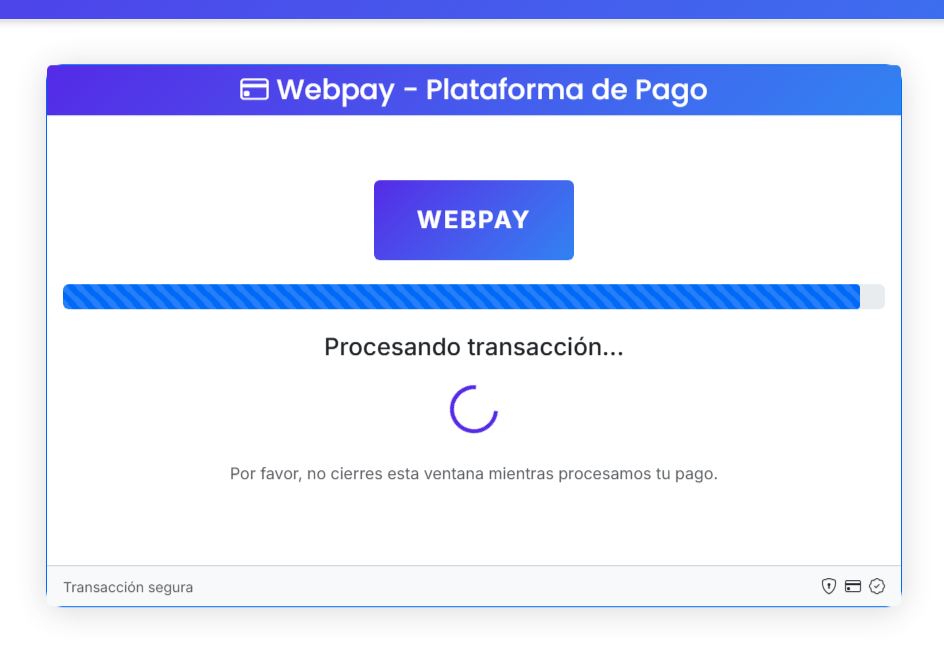 Webpay - Plataforma de Pago
WEBPAY
Procesando transacción...
Por favor, no cierres esta ventana mientras procesamos tu pago.
Transacción segura